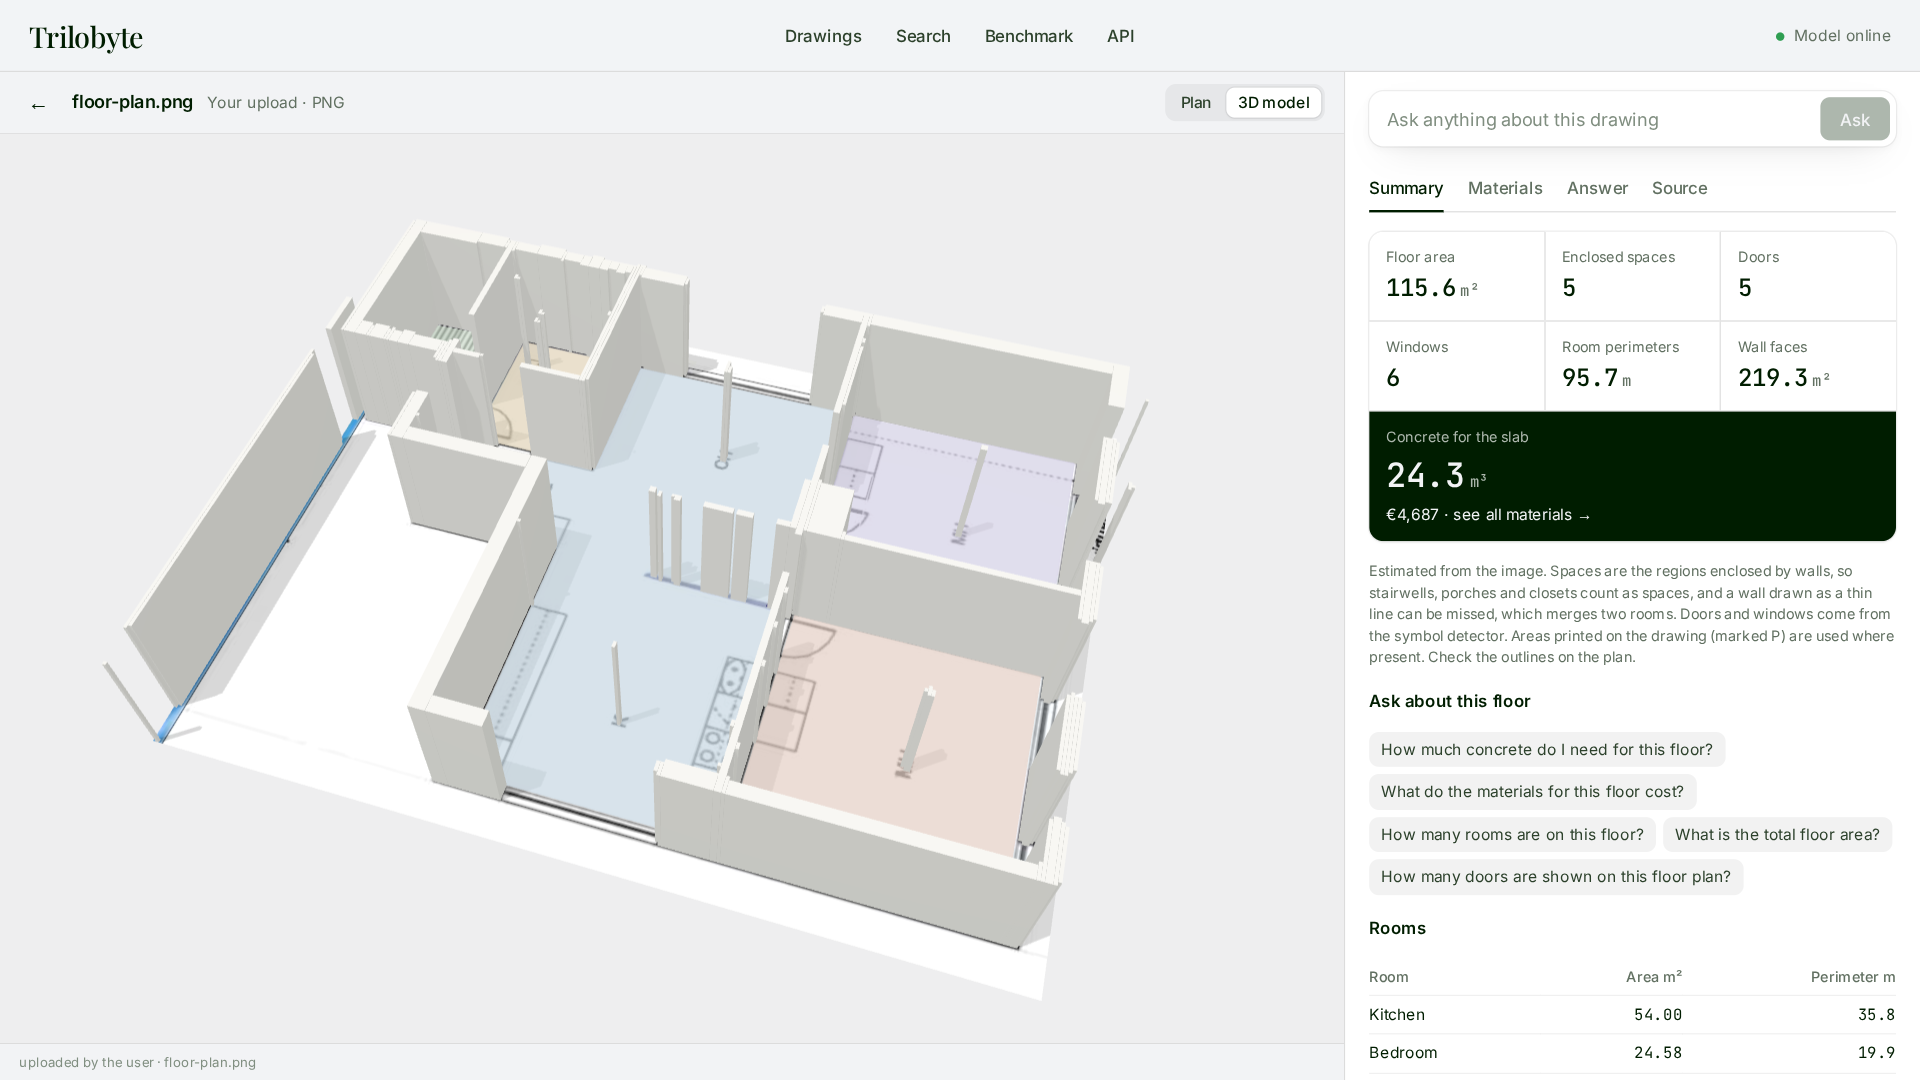 Trilobyte
Drawings Search Benchmark API
Model online
← floor-plan.png Your upload · PNG
Plan 3D model
Ask anything about this drawing
Ask
Summary Materials Answer Source
Floor area
115.6 m²
Enclosed spaces
5
Doors
5
Windows
6
Room perimeters
95.7 m
Wall faces
219.3 m²
Concrete for the slab
24.3 m³
€4,687 · see all materials →
Estimated from the image. Spaces are the regions enclosed by walls, so
stairwells, porches and closets count as spaces, and a wall drawn as a thin
line can be missed, which merges two rooms. Doors and windows come from
the symbol detector. Areas printed on the drawing (marked P) are used where
present. Check the outlines on the plan.
Ask about this floor
How much concrete do I need for this floor?
What do the materials for this floor cost?
How many rooms are on this floor? What is the total floor area?
How many doors are shown on this floor plan?
Rooms
Room Area m² Perimeter m
Kitchen 54.00 35.8
Bedroom 24.58 19.9
uploaded by the user · floor-plan.png